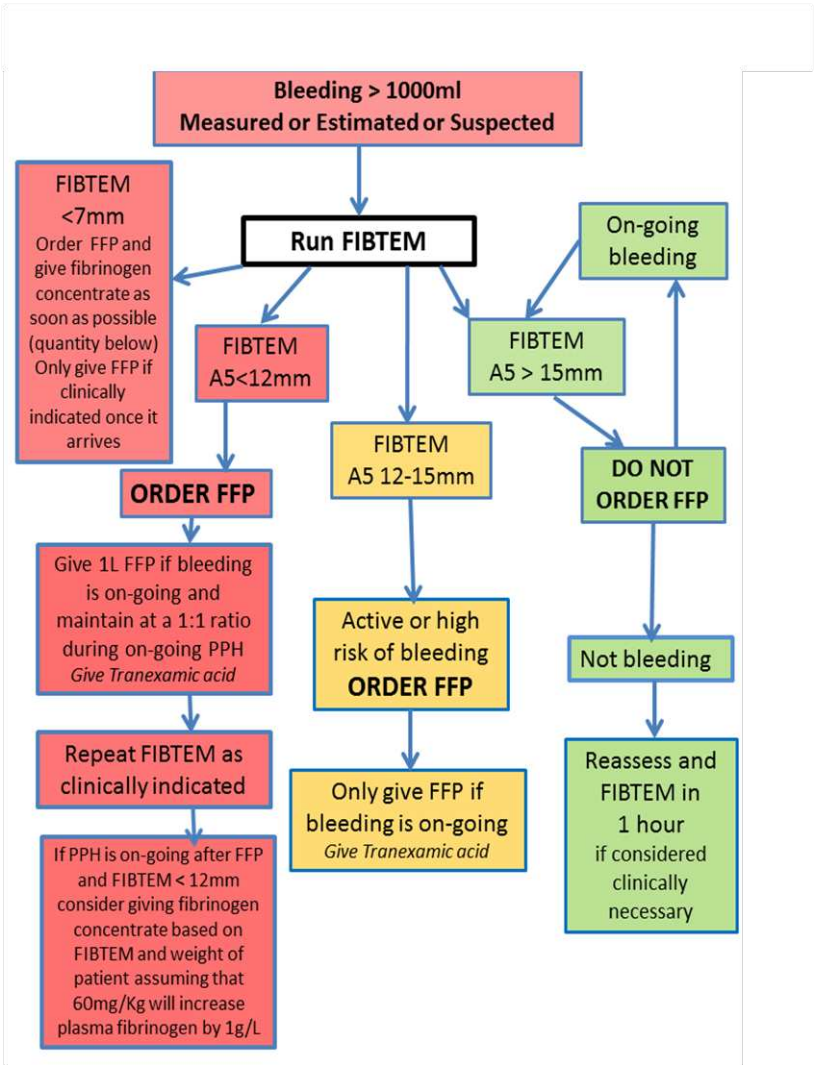 Bleeding > 1000ml
Measured or Estimated or Suspected
FIBTEM
<7mm
Order FFP and
give fibrinogen
concentrate as
soon as possible
(quantity below)
Only give FFP if
clinically
indicated once it
arrives
Run FIBTEM
On-going
bleeding
FIBTEM
A5<12mm
FIBTEM
A5 > 15mm
FIBTEM
A5 12-15mm
DO NOT
ORDER FFP
ORDER FFP
Give 1L FFP if bleeding
is on-going and
maintain at a 1:1 ratio
during on-going PPH
Give Tranexamic acid
Active or high
risk of bleeding
ORDER FFP
Not bleeding
Repeat FIBTEM as
clinically indicated
Only give FFP if
bleeding is on-going
Give Tranexamic acid
Reassess and
FIBTEM in
1 hour
if considered
clinically
necessary
If PPH is on-going after FFP
and FIBTEM < 12mm
consider giving fibrinogen
concentrate based on
FIBTEM and weight of
patient assuming that
60mg/Kg will increase
plasma fibrinogen by 1g/L